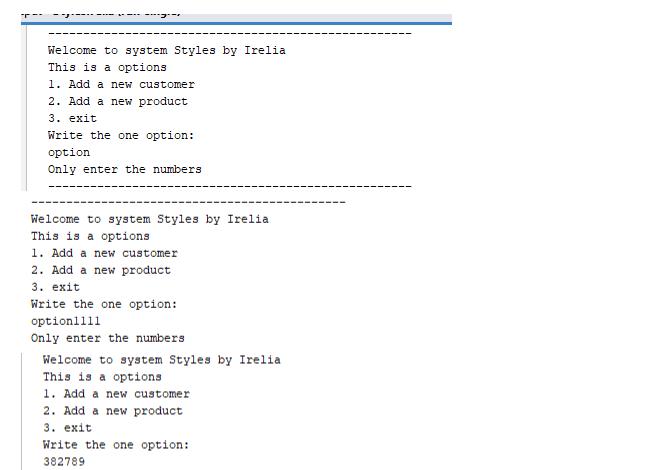 ----------------------------------------------------
Welcome to system Styles by Irelia
This is a options
1. Add a new customer
2. Add a new product
3. exit
Write the one option:
option
Only enter the numbers
----------------------------------------------------
---------------------------------------------
Welcome to system Styles by Irelia
This is a options
1. Add a new customer
2. Add a new product
3. exit
Write the one option:
option1111
Only enter the numbers
Welcome to system Styles by Irelia
This is a options
1. Add a new customer
2. Add a new product
3. exit
Write the one option:
382789